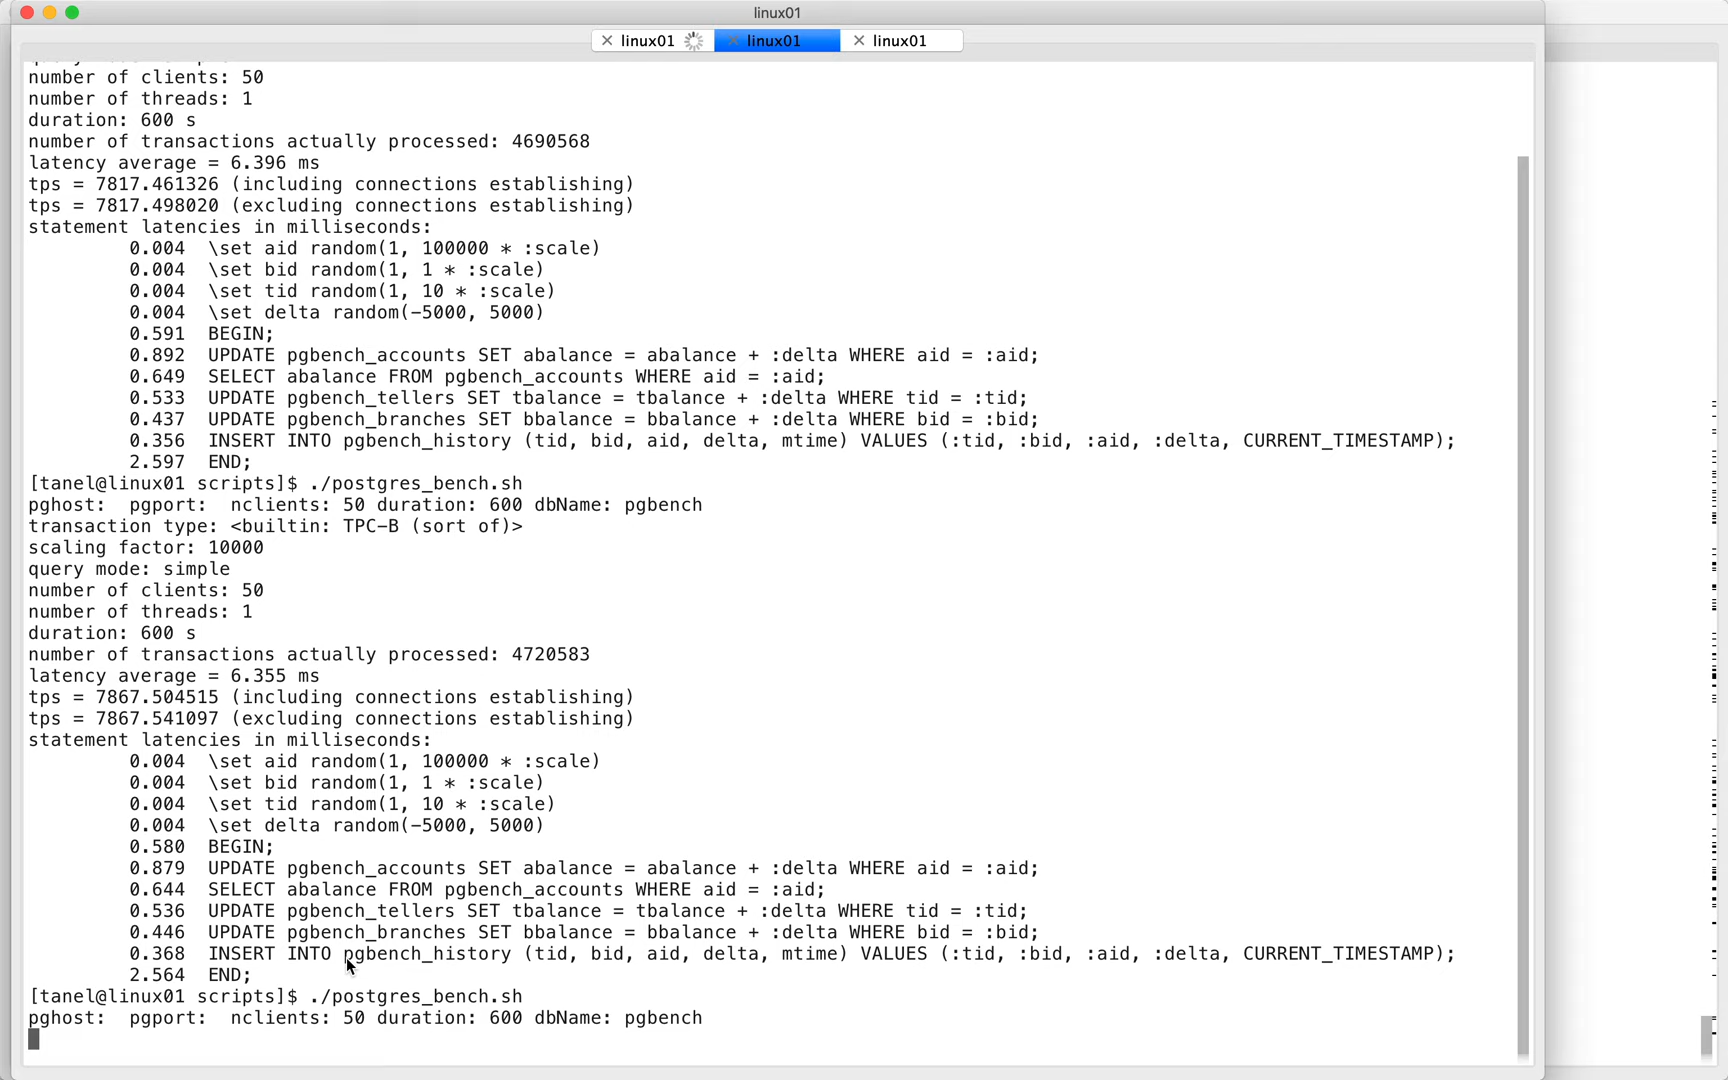 linux01
linux01 linux01 linux01
number of clients: 50
number of threads: 1
duration: 600 s
number of transactions actually processed: 4690568
latency average = 6.396 ms
tps = 7817.461326 (including connections establishing)
tps = 7817.498020 (excluding connections establishing)
statement latencies in milliseconds:
0.004 \set aid random(1, 100000 * :scale)
0.004 \set bid random(1, 1 * :scale)
0.004 \set tid random(1, 10 * :scale)
0.004 \set delta random(-5000, 5000)
0.591 BEGIN;
0.892 UPDATE pgbench_accounts SET abalance = abalance + :delta WHERE aid = :aid;
0.649 SELECT abalance FROM pgbench_accounts WHERE aid = :aid;
0.533 UPDATE pgbench_tellers SET tbalance = tbalance + :delta WHERE tid = :tid;
0.437 UPDATE pgbench_branches SET bbalance = bbalance + :delta WHERE bid = :bid;
0.356 INSERT INTO pgbench_history (tid, bid, aid, delta, mtime) VALUES (:tid, :bid, :aid, :delta, CURRENT_TIMESTAMP);
2.597 END;
[tanel@linux01 scripts]$ ./postgres_bench.sh
pghost: pgport: nclients: 50 duration: 600 dbName: pgbench
transaction type: <builtin: TPC-B (sort of)>
scaling factor: 10000
query mode: simple
number of clients: 50
number of threads: 1
duration: 600 s
number of transactions actually processed: 4720583
latency average = 6.355 ms
tps = 7867.504515 (including connections establishing)
tps = 7867.541097 (excluding connections establishing)
statement latencies in milliseconds:
0.004 \set aid random(1, 100000 * :scale)
0.004 \set bid random(1, 1 * :scale)
0.004 \set tid random(1, 10 * :scale)
0.004 \set delta random(-5000, 5000)
0.580 BEGIN;
0.879 UPDATE pgbench_accounts SET abalance = abalance + :delta WHERE aid = :aid;
0.644 SELECT abalance FROM pgbench_accounts WHERE aid = :aid;
0.536 UPDATE pgbench_tellers SET tbalance = tbalance + :delta WHERE tid = :tid;
0.446 UPDATE pgbench_branches SET bbalance = bbalance + :delta WHERE bid = :bid;
0.368 INSERT INTO pgbench_history (tid, bid, aid, delta, mtime) VALUES (:tid, :bid, :aid, :delta, CURRENT_TIMESTAMP);
2.564 END;
[tanel@linux01 scripts]$ ./postgres_bench.sh
pghost: pgport: nclients: 50 duration: 600 dbName: pgbench